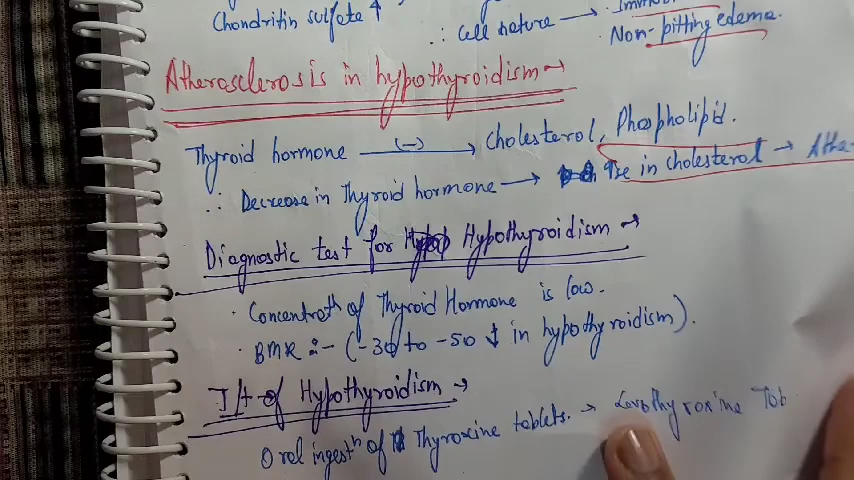 Chondritin sulfate ↑
∴ Cell nature → 
Non-pitting edema.
Atherosclerosis in hypothyroidism →
Thyroid hormone —(-)→ Cholesterol, Phospholipid.
∴ Decrease in Thyroid hormone → ↑se in cholesterol → Athe-
Diagnostic test for Hypothyroidism →
· Concentratn of Thyroid Hormone is low.
· BMR :- (-30 to -50 ↓ in hypothyroidism).
T/t of Hypothyroidism →
Oral ingestn of Thyroxine tablets. → Levothyroxine Tab